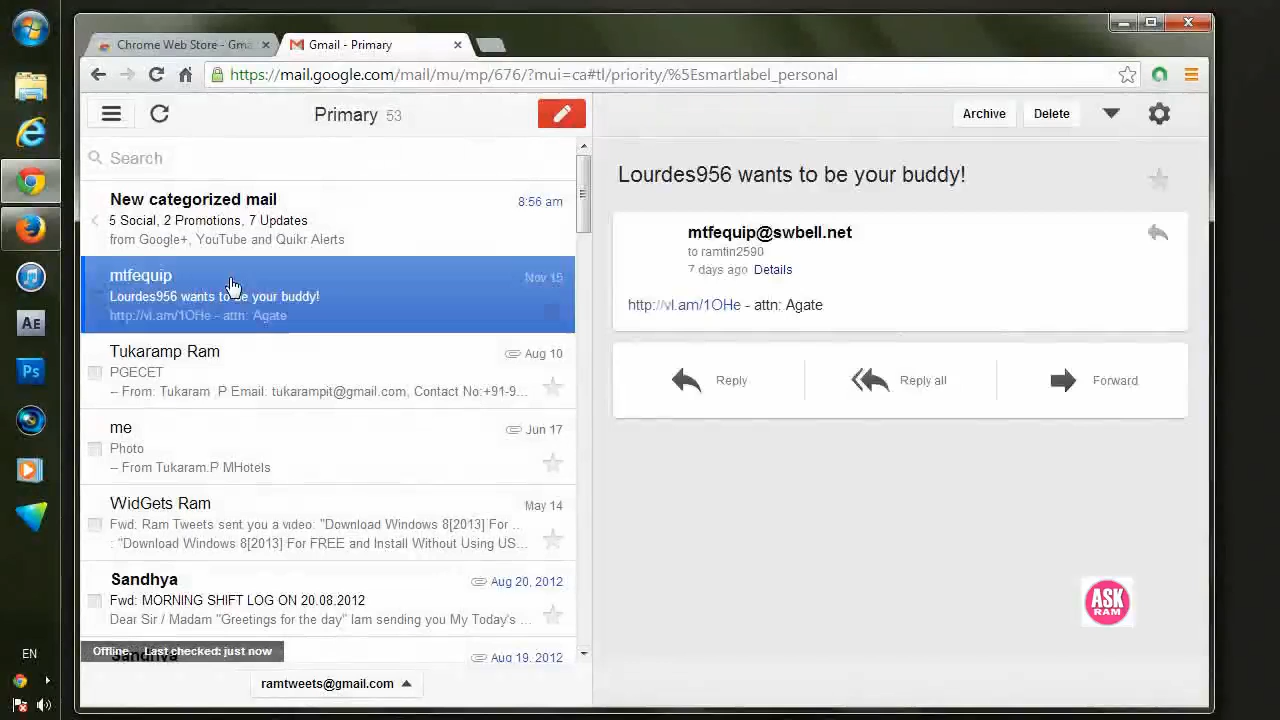 Chrome Web Store - Gma
Gmail - Primary
https://mail.google.com/mail/mu/mp/676/?mui=ca#tl/priority/%5Esmartlabel_personal
Primary 53
Archive
Delete
Search
New categorized mail
8:56 am
5 Social, 2 Promotions, 7 Updates
from Google+, YouTube and Quikr Alerts
mtfequip
Nov 15
Lourdes956 wants to be your buddy!
http://vl.am/1OHe - attn: Agate
Tukaramp Ram
Aug 10
PGECET
-- From: Tukaram .P Email: tukarampit@gmail.com, Contact No:+91-9...
me
Jun 17
Photo
-- From Tukaram.P MHotels
WidGets Ram
May 14
Fwd: Ram Tweets sent you a video: "Download Windows 8[2013] For ...
: "Download Windows 8[2013] For FREE and Install Without Using US...
Sandhya
Aug 20, 2012
Fwd: MORNING SHIFT LOG ON 20.08.2012
Dear Sir / Madam "Greetings for the day" Iam sending you My Today's ...
Sandhya
Aug 19, 2012
Offline. Last checked: just now
ramtweets@gmail.com
Lourdes956 wants to be your buddy!
mtfequip@swbell.net
to ramfin2590
7 days ago Details
http://vl.am/1OHe - attn: Agate
Reply
Reply all
Forward
ASK
RAM
AE
Ps
EN